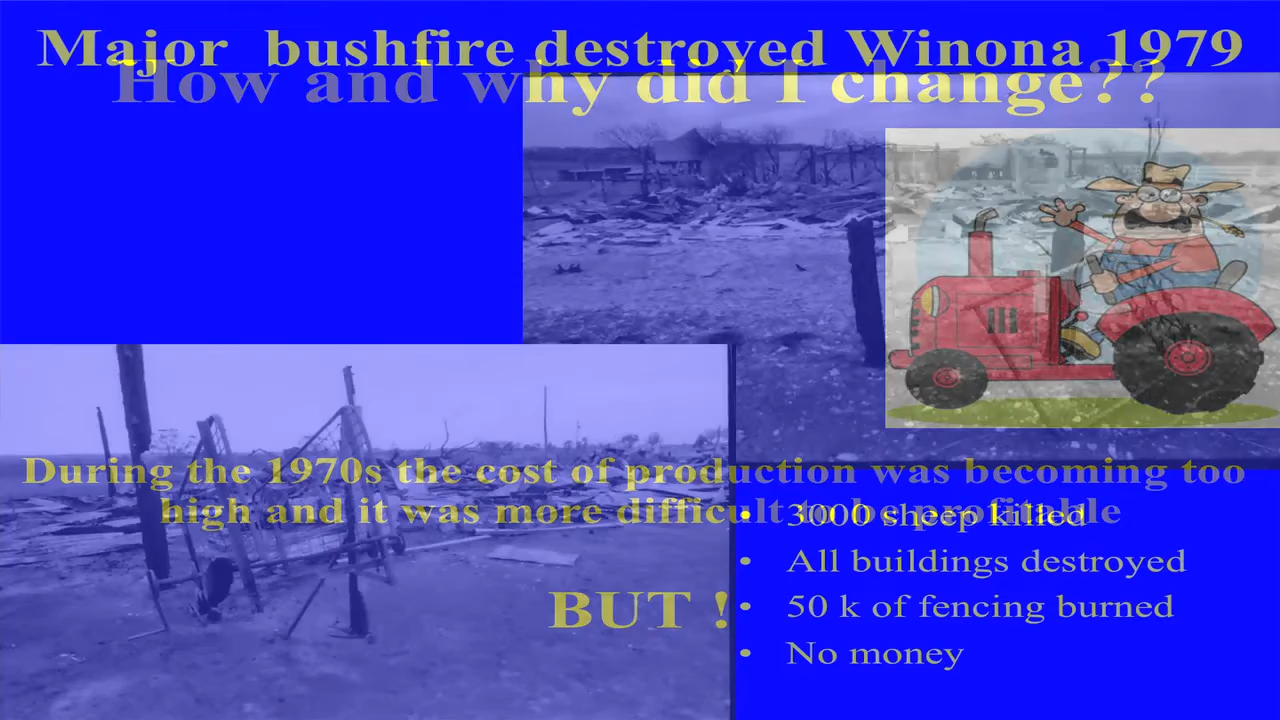 Major bushfire destroyed Winona 1979
How and why did I change??
During the 1970s the cost of production was becoming too
high and it was more difficult to be profitable
BUT !
• 3000 sheep killed
• All buildings destroyed
• 50 k of fencing burned
• No money